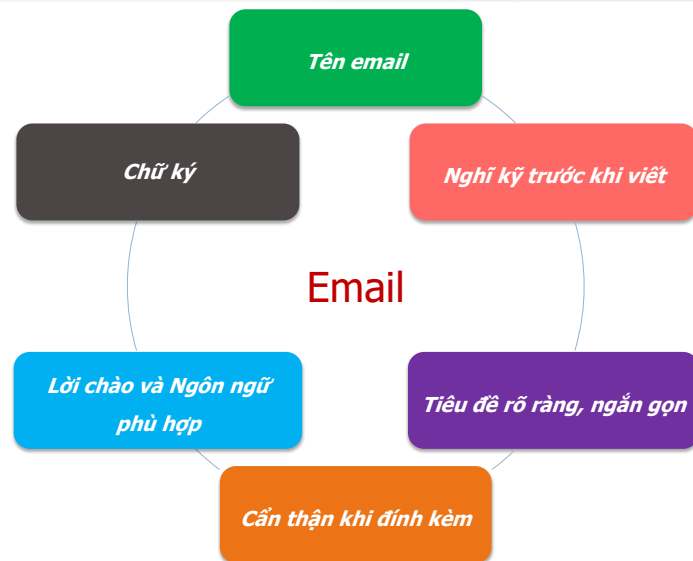 Tên email
Chữ ký
Nghĩ kỹ trước khi viết
Email
Lời chào và Ngôn ngữ
phù hợp
Tiêu đề rõ ràng, ngắn gọn
Cẩn thận khi đính kèm